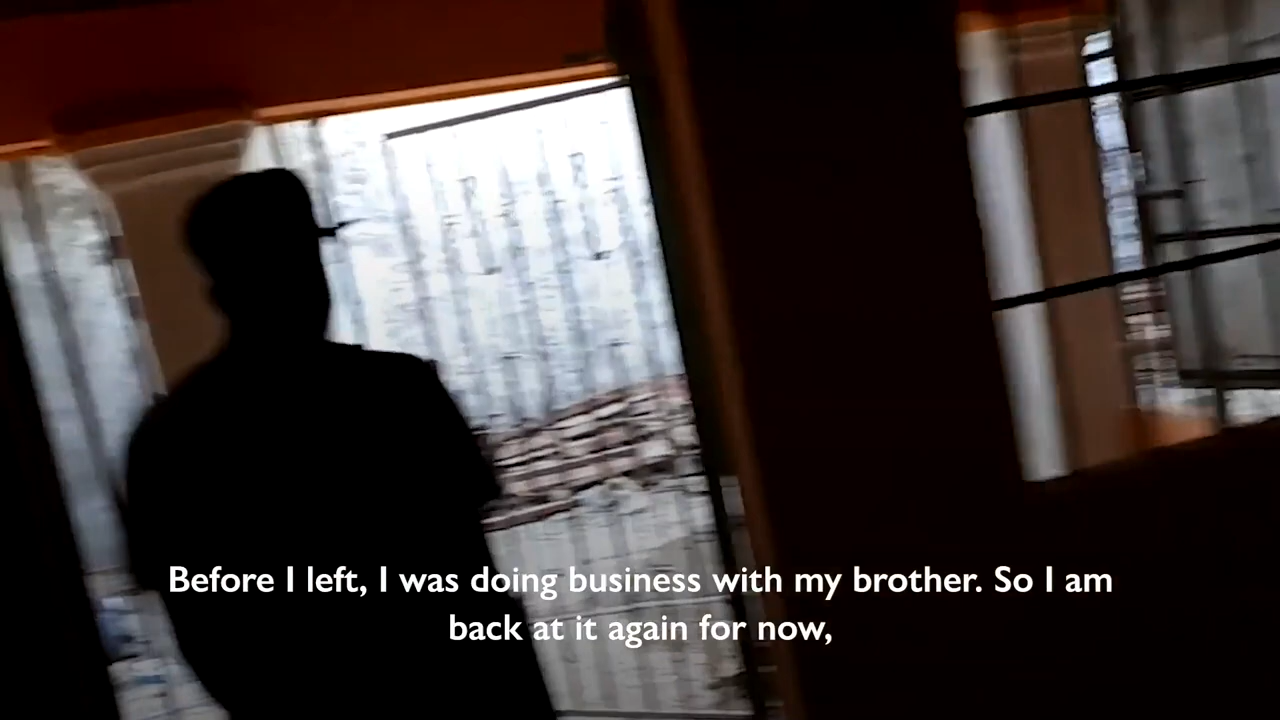 Before I left, I was doing business with my brother. So I am
back at it again for now,